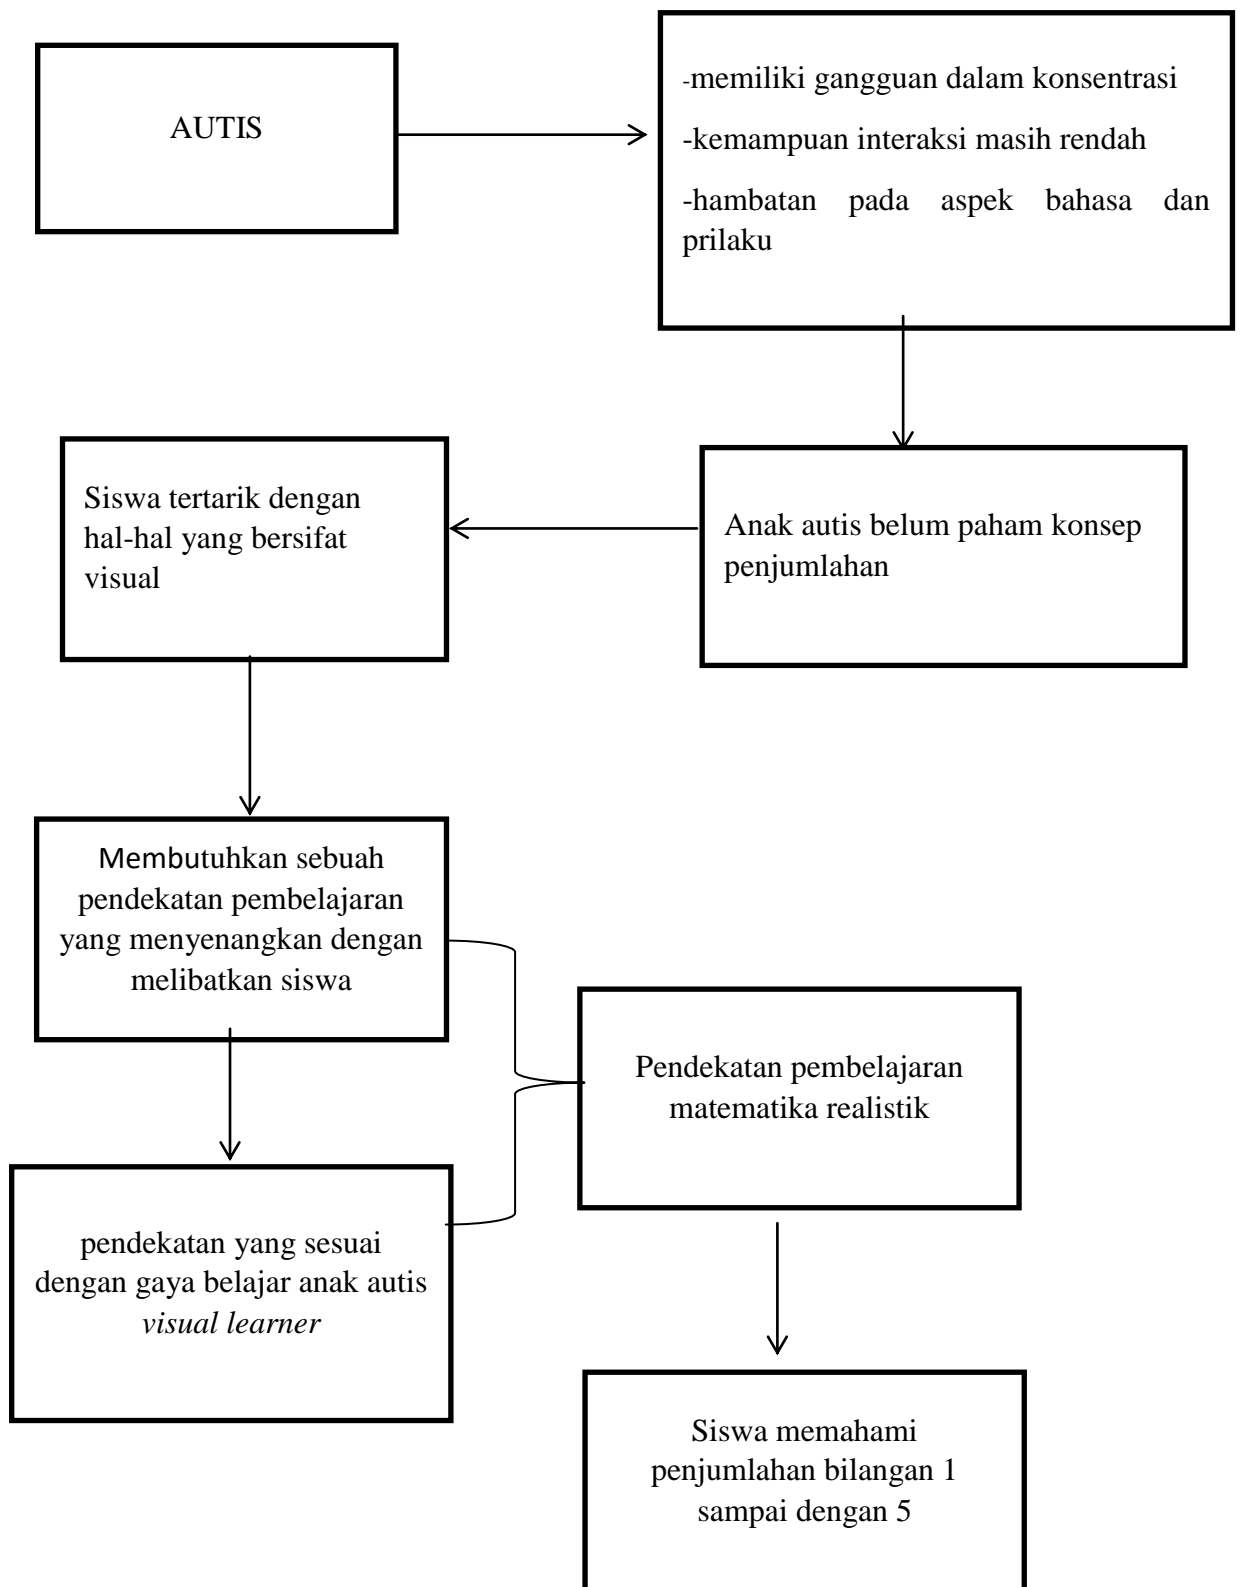 AUTIS
-memiliki gangguan dalam konsentrasi
-kemampuan interaksi masih rendah
-hambatan pada aspek bahasa dan
prilaku
Anak autis belum paham konsep
penjumlahan
Siswa tertarik dengan
hal-hal yang bersifat
visual
Membutuhkan sebuah
pendekatan pembelajaran
yang menyenangkan dengan
melibatkan siswa
pendekatan yang sesuai
dengan gaya belajar anak autis
visual learner
Pendekatan pembelajaran
matematika realistik
Siswa memahami
penjumlahan bilangan 1
sampai dengan 5